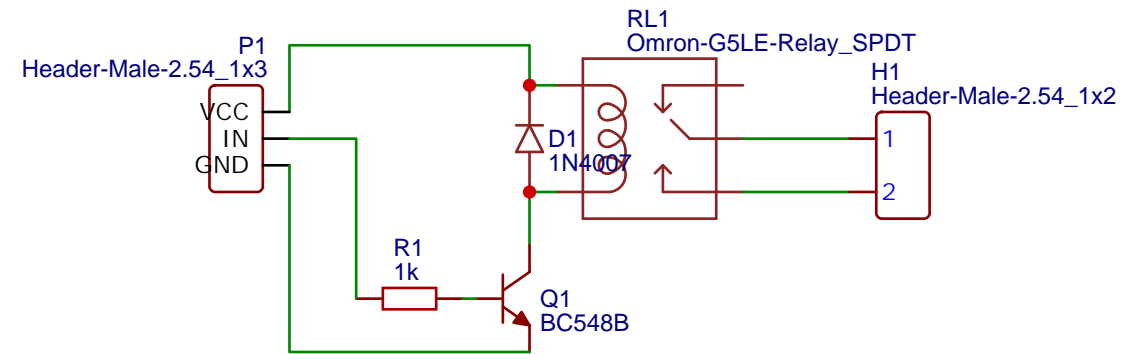 RL1
Omron-G5LE-Relay_SPDT
P1
Header-Male-2.54_1x3
H1
Header-Male-2.54_1x2
VCC
IN
GND
D1
1N4007
1
2
R1
1k
Q1
BC548B